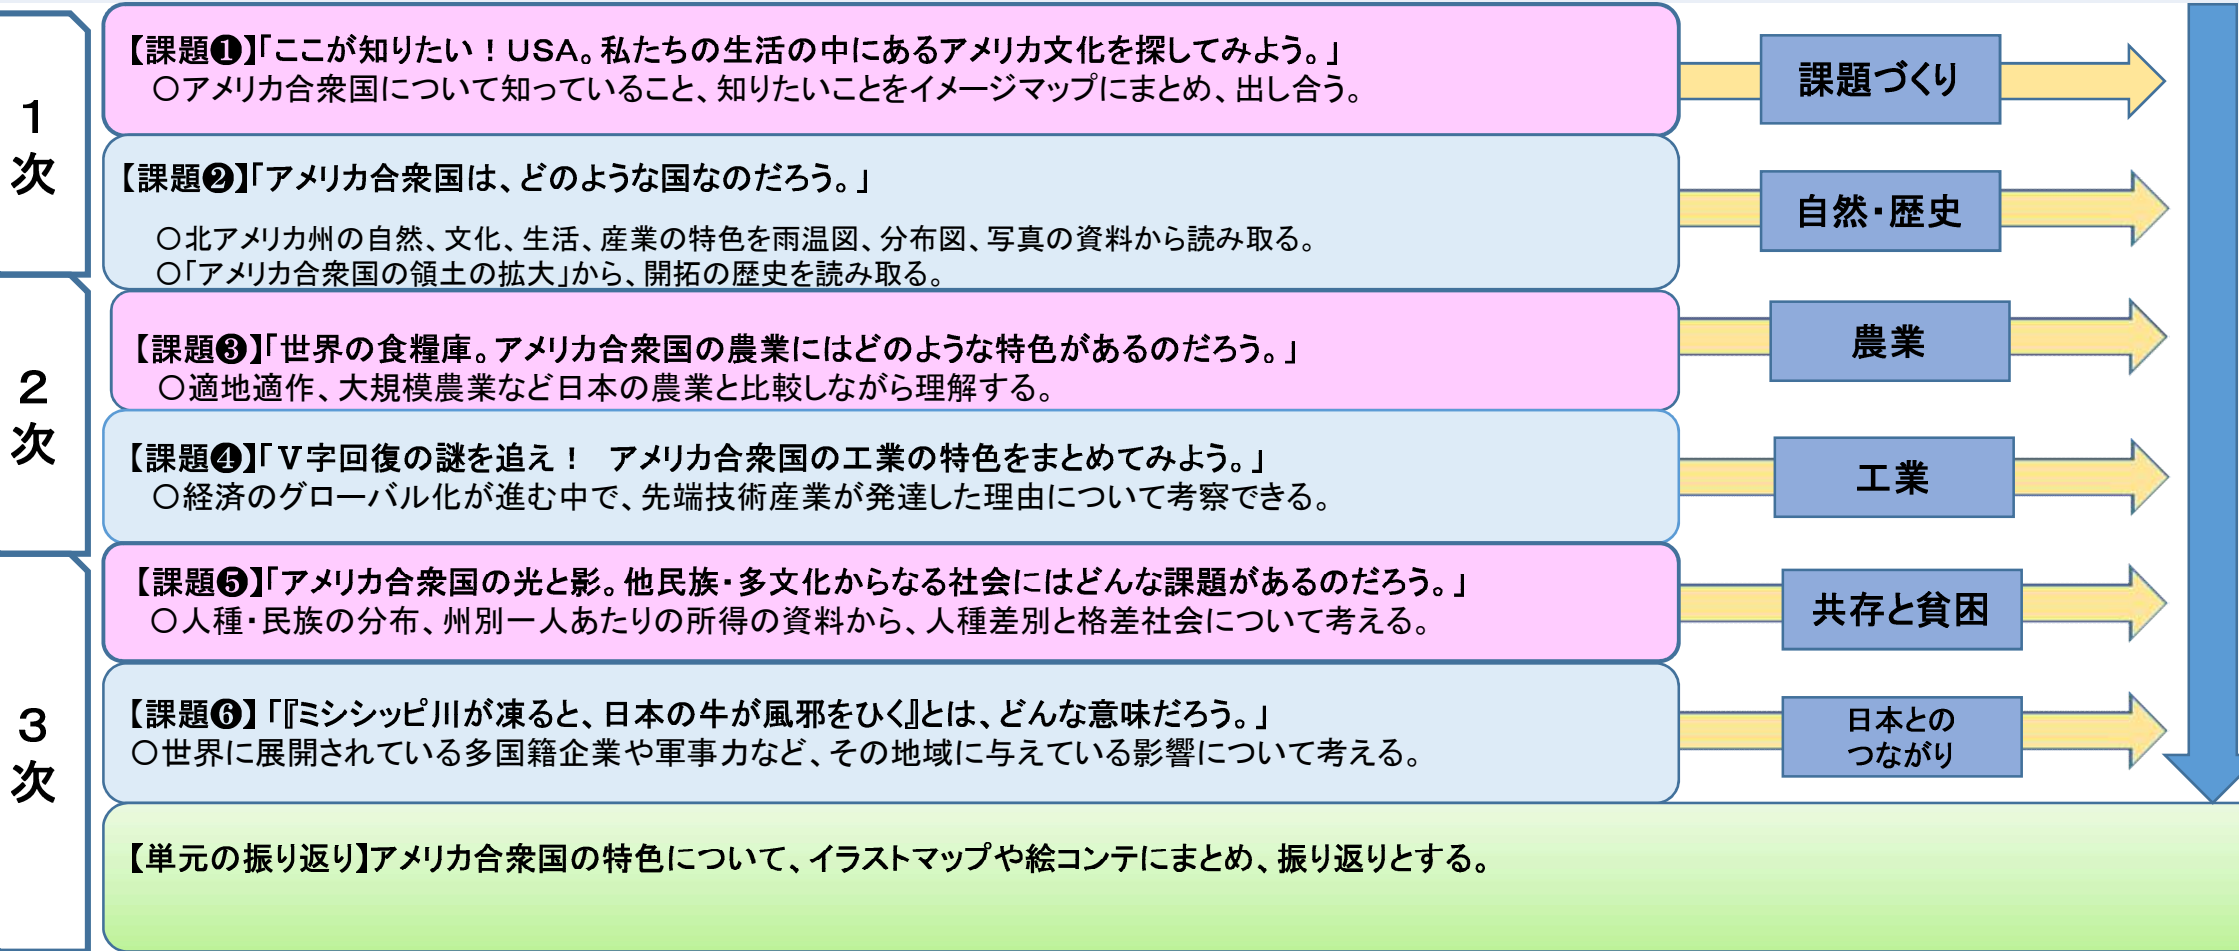 1
次
【課題❶】「ここが知りたい！USA。私たちの生活の中にあるアメリカ文化を探してみよう。」
○アメリカ合衆国について知っていること、知りたいことをイメージマップにまとめ、出し合う。
課題づくり
【課題❷】「アメリカ合衆国は、どのような国なのだろう。」
○北アメリカ州の自然、文化、生活、産業の特色を雨温図、分布図、写真の資料から読み取る。
○「アメリカ合衆国の領土の拡大」から、開拓の歴史を読み取る。
自然・歴史
2
次
【課題❸】「世界の食糧庫。アメリカ合衆国の農業にはどのような特色があるのだろう。」
○適地適作、大規模農業など日本の農業と比較しながら理解する。
農業
【課題❹】「Ｖ字回復の謎を追え！　アメリカ合衆国の工業の特色をまとめてみよう。」
○経済のグローバル化が進む中で、先端技術産業が発達した理由について考察できる。
工業
3
次
【課題❺】「アメリカ合衆国の光と影。他民族・多文化からなる社会にはどんな課題があるのだろう。」
○人種・民族の分布、州別一人あたりの所得の資料から、人種差別と格差社会について考える。
共存と貧困
【課題❻】「『ミシシッピ川が凍ると、日本の牛が風邪をひく』とは、どんな意味だろう。」
○世界に展開されている多国籍企業や軍事力など、その地域に与えている影響について考える。
日本との
つながり
【単元の振り返り】アメリカ合衆国の特色について、イラストマップや絵コンテにまとめ、振り返りとする。